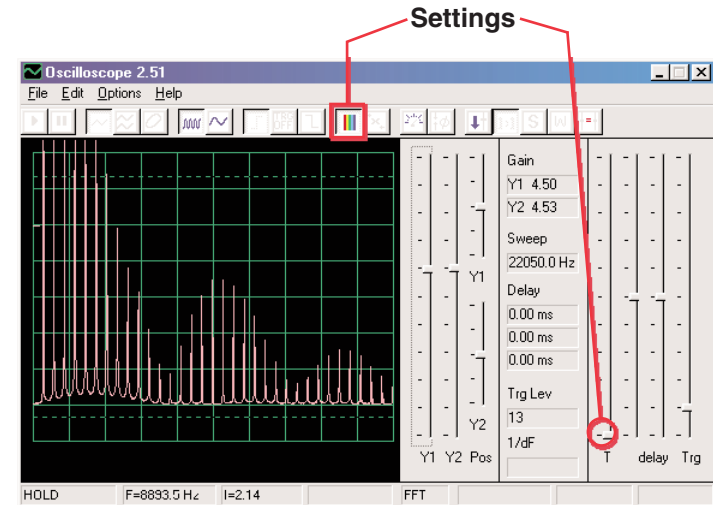 Settings
Oscilloscope 2.51
File Edit Options Help
Gain
Y1 4.50
Y2 4.53
Sweep
22050.0 Hz
Delay
0.00 ms
0.00 ms
0.00 ms
Trg Lev
13
1/dF
Y1
Y2
Y1 Y2 Pos
T delay Trg
HOLD F=8893.5 Hz I=2.14 FFT